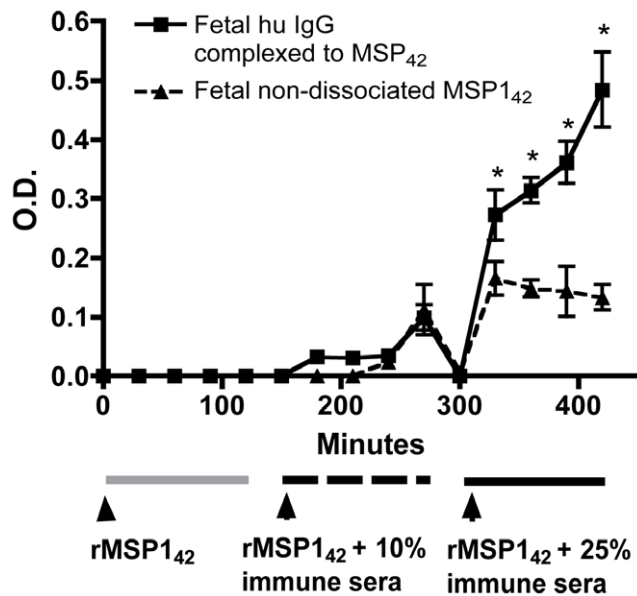 Fetal hu IgG
complexed to MSP₄₂
Fetal non-dissociated MSP1₄₂
O.D.
0.6
0.5
0.4
0.3
0.2
0.1
0.0
* * * *
0 100 200 300 400
Minutes
rMSP1₄₂
rMSP1₄₂ + 10%
immune sera
rMSP1₄₂ + 25%
immune sera